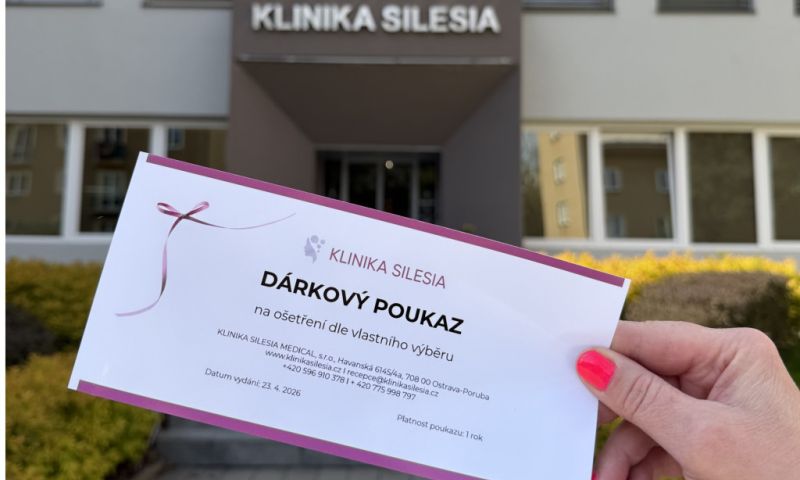 KLINIKA SILESIA
KLINIKA SILESIA
DÁRKOVÝ POUKAZ
na ošetření dle vlastního výběru
KLINIKA SILESIA MEDICAL, s.r.o., Havanská 6145/4a, 708 00 Ostrava-Poruba
www.klinikasilesia.cz I recepce@klinikasilesia.cz
+420 596 910 378 I + 420 775 998 797
Datum vydání: 23. 4. 2026
Platnost poukazu: 1 rok